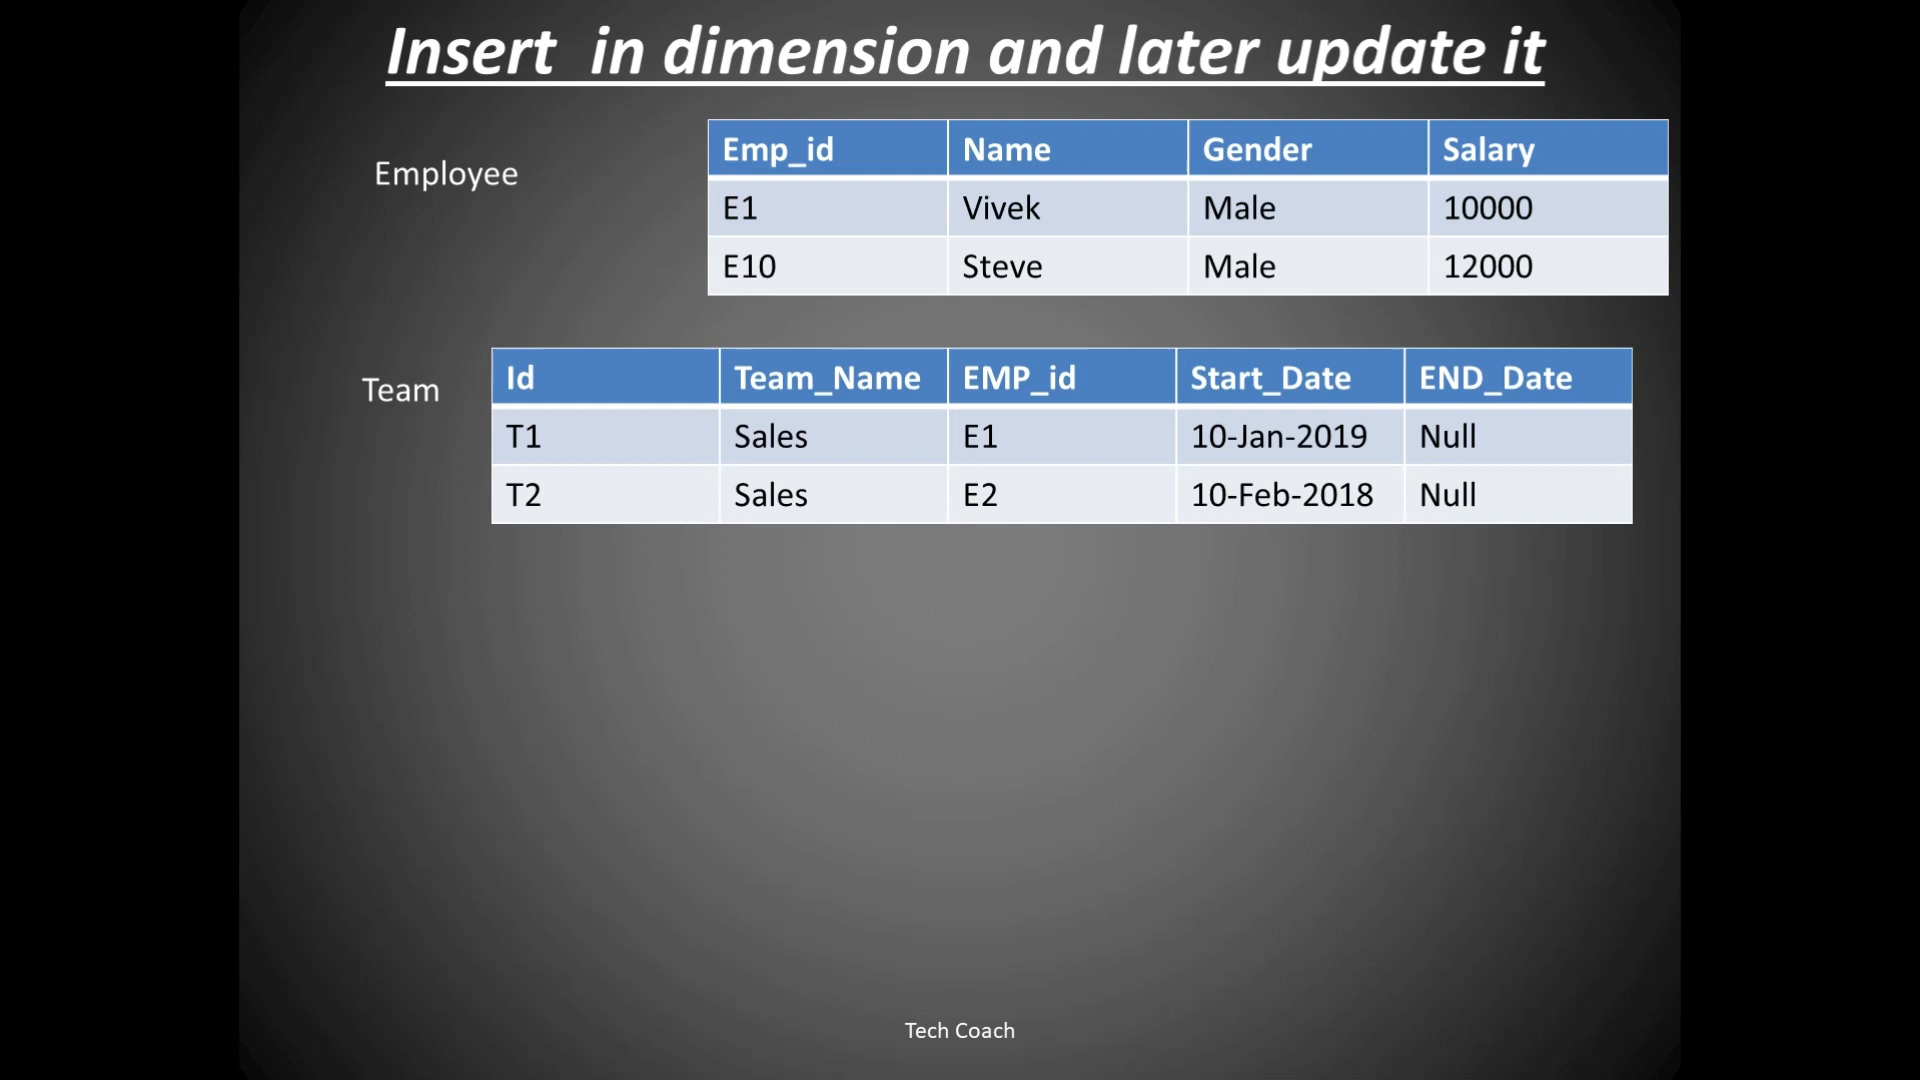 Insert in dimension and later update it
Employee
Emp_id Name Gender Salary
E1 Vivek Male 10000
E10 Steve Male 12000
Team
Id Team_Name EMP_id Start_Date END_Date
T1 Sales E1 10-Jan-2019 Null
T2 Sales E2 10-Feb-2018 Null
Tech Coach